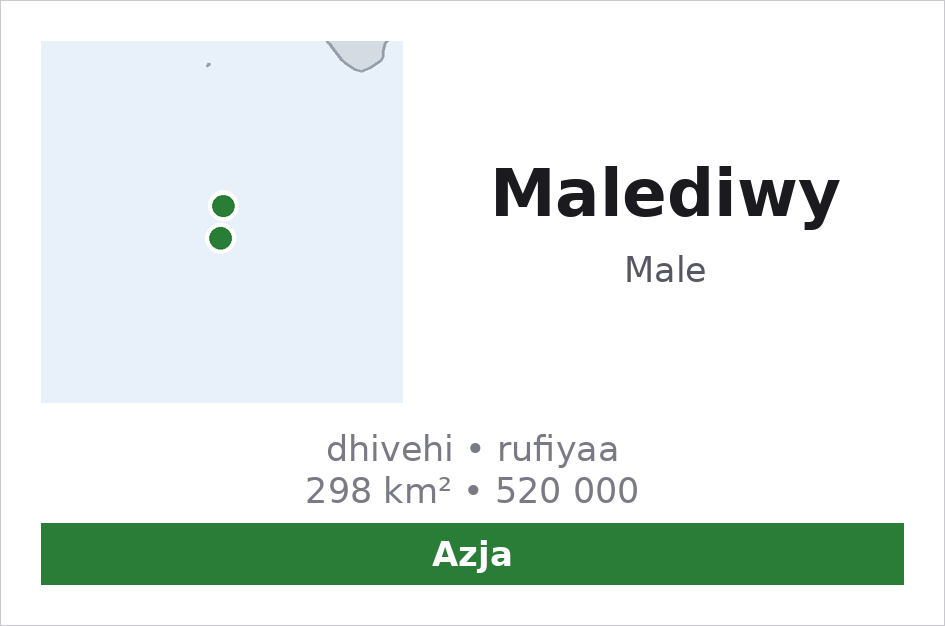 Malediwy
Male
dhivehi • rufiyaa
298 km² • 520 000
Azja